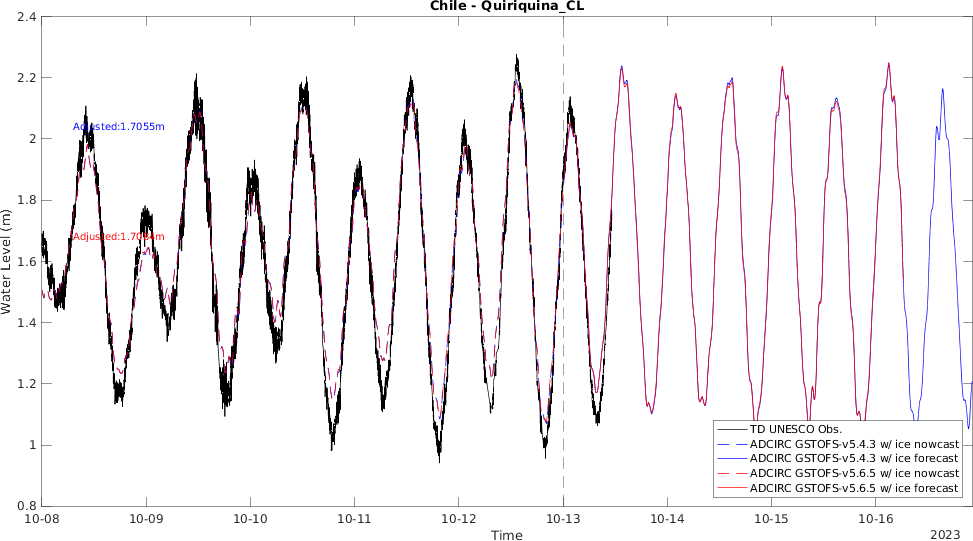 Chile - Quiriquina_CL
2.4
2.2
2
1.8
1.6
1.4
1.2
1
0.8
Water Level (m)
Adjusted:1.7055m
TD UNESCO Obs.
ADCIRC GSTOFS-v5.4.3 w/ ice nowcast
ADCIRC GSTOFS-v5.4.3 w/ ice forecast
ADCIRC GSTOFS-v5.6.5 w/ ice nowcast
ADCIRC GSTOFS-v5.6.5 w/ ice forecast
10-08
10-09
10-10
10-11
10-12
10-13
10-14
10-15
10-16
Time
2023